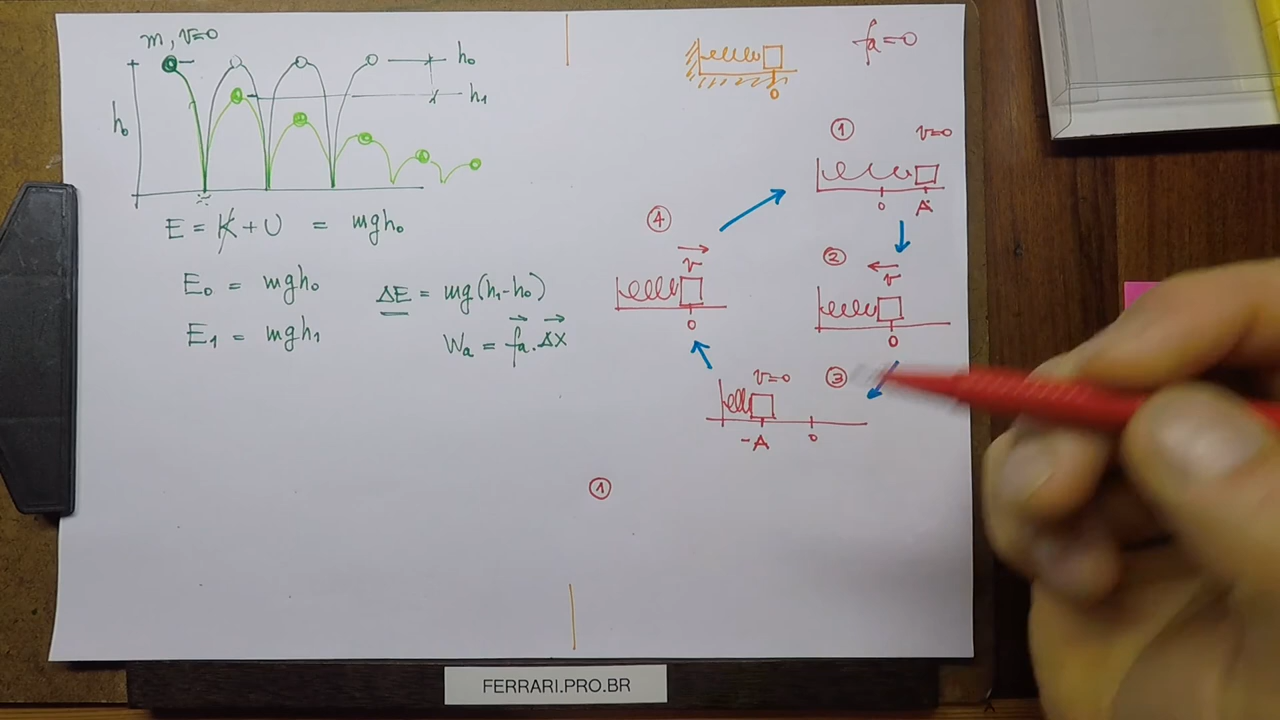 m, v=0
h₀
h₁
h₀
E = K+U = mgh₀
E₀ = mgh₀
ΔE = mg(h₁-h₀)
E₁ = mgh₁
Wₐ = fₐ.Δx
fₐ=0
0
①
v=0
0 A
②
v
0
③
v=0
-A 0
④
v
0
①
FERRARI.PRO.BR